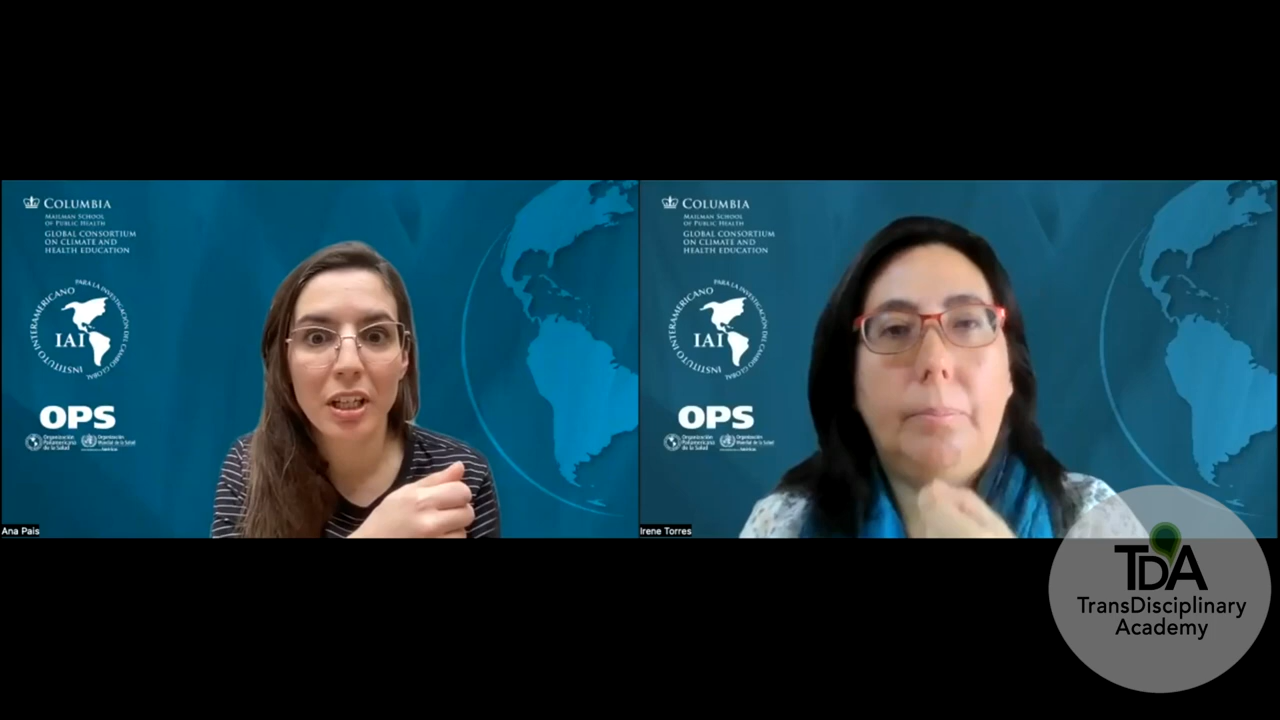 COLUMBIA
MAILMAN SCHOOL
OF PUBLIC HEALTH
GLOBAL CONSORTIUM
ON CLIMATE AND
HEALTH EDUCATION
INSTITUTO INTERAMERICANO PARA LA INVESTIGACIÓN DEL CAMBIO GLOBAL
IAI
OPS
Organización
Panamericana
de la Salud
Organización
Mundial de la Salud
Ana Pais
COLUMBIA
MAILMAN SCHOOL
OF PUBLIC HEALTH
GLOBAL CONSORTIUM
ON CLIMATE AND
HEALTH EDUCATION
INSTITUTO INTERAMERICANO PARA LA INVESTIGACIÓN DEL CAMBIO GLOBAL
IAI
OPS
Organización
Panamericana
de la Salud
Organización
Mundial de la Salud
Irene Torres
TDA
TransDisciplinary
Academy